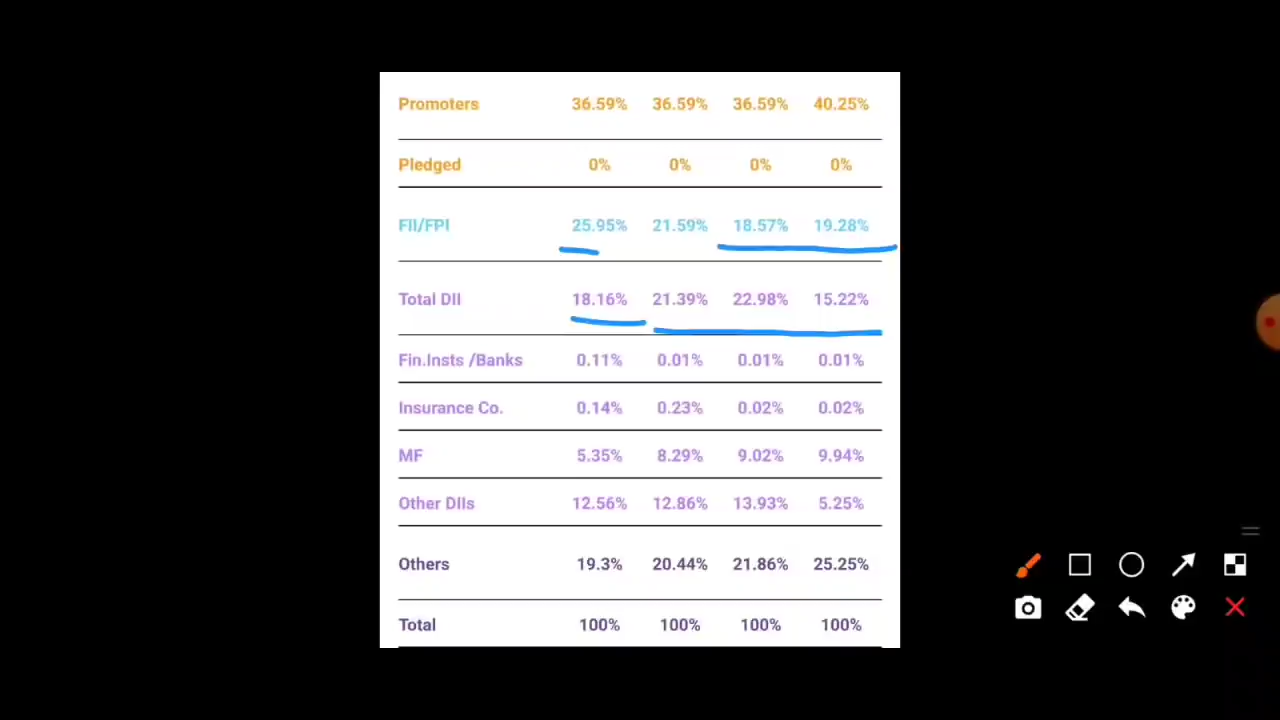 Promoters 36.59% 36.59% 36.59% 40.25%
Pledged 0% 0% 0% 0%
FII/FPI 25.95% 21.59% 18.57% 19.28%
Total DII 18.16% 21.39% 22.98% 15.22%
Fin.Insts /Banks 0.11% 0.01% 0.01% 0.01%
Insurance Co. 0.14% 0.23% 0.02% 0.02%
MF 5.35% 8.29% 9.02% 9.94%
Other DIIs 12.56% 12.86% 13.93% 5.25%
Others 19.3% 20.44% 21.86% 25.25%
Total 100% 100% 100% 100%